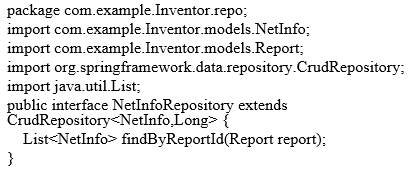 package com.example.Inventor.repo;
import com.example.Inventor.models.NetInfo;
import com.example.Inventor.models.Report;
import org.springframework.data.repository.CrudRepository;
import java.util.List;
public interface NetInfoRepository extends
CrudRepository<NetInfo,Long> {
    List<NetInfo> findByReportId(Report report);
}